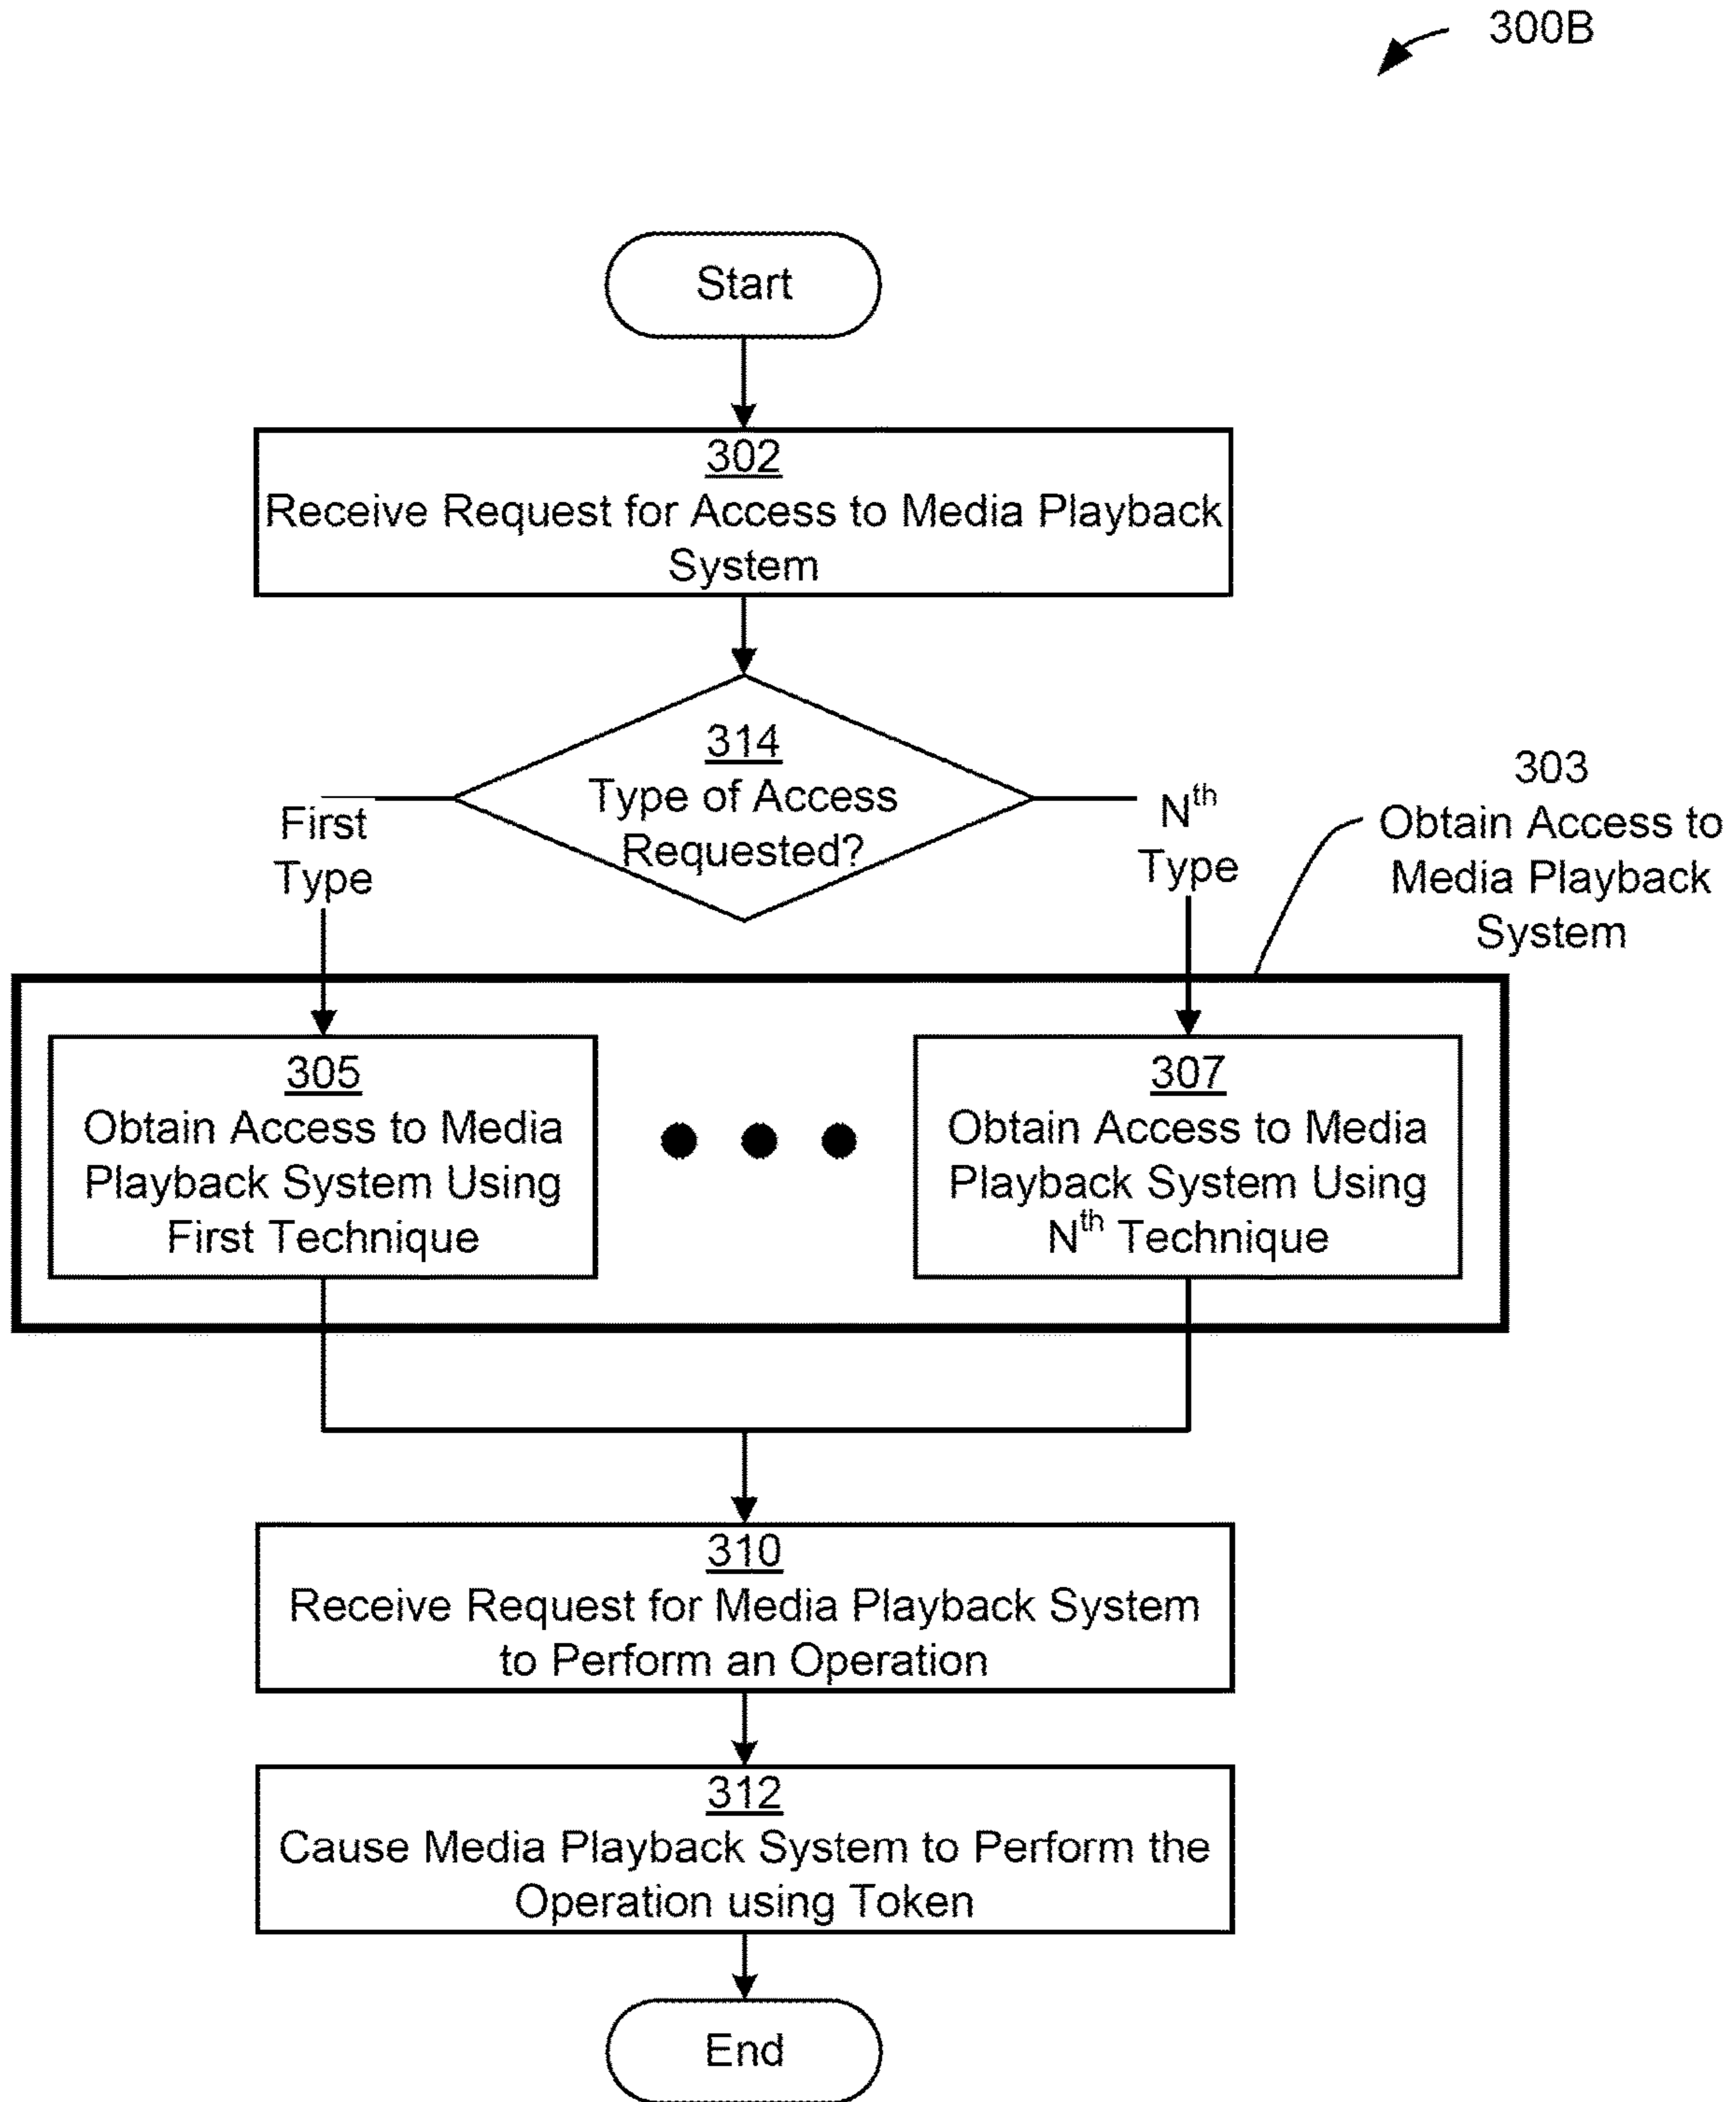 300B
Start
302
Receive Request for Access to Media Playback
System
314
Type of Access
Requested?
First
Type
Nth
Type
303
Obtain Access to
Media Playback
System
305
Obtain Access to Media
Playback System Using
First Technique
307
Obtain Access to Media
Playback System Using
Nth Technique
310
Receive Request for Media Playback System
to Perform an Operation
312
Cause Media Playback System to Perform the
Operation using Token
End